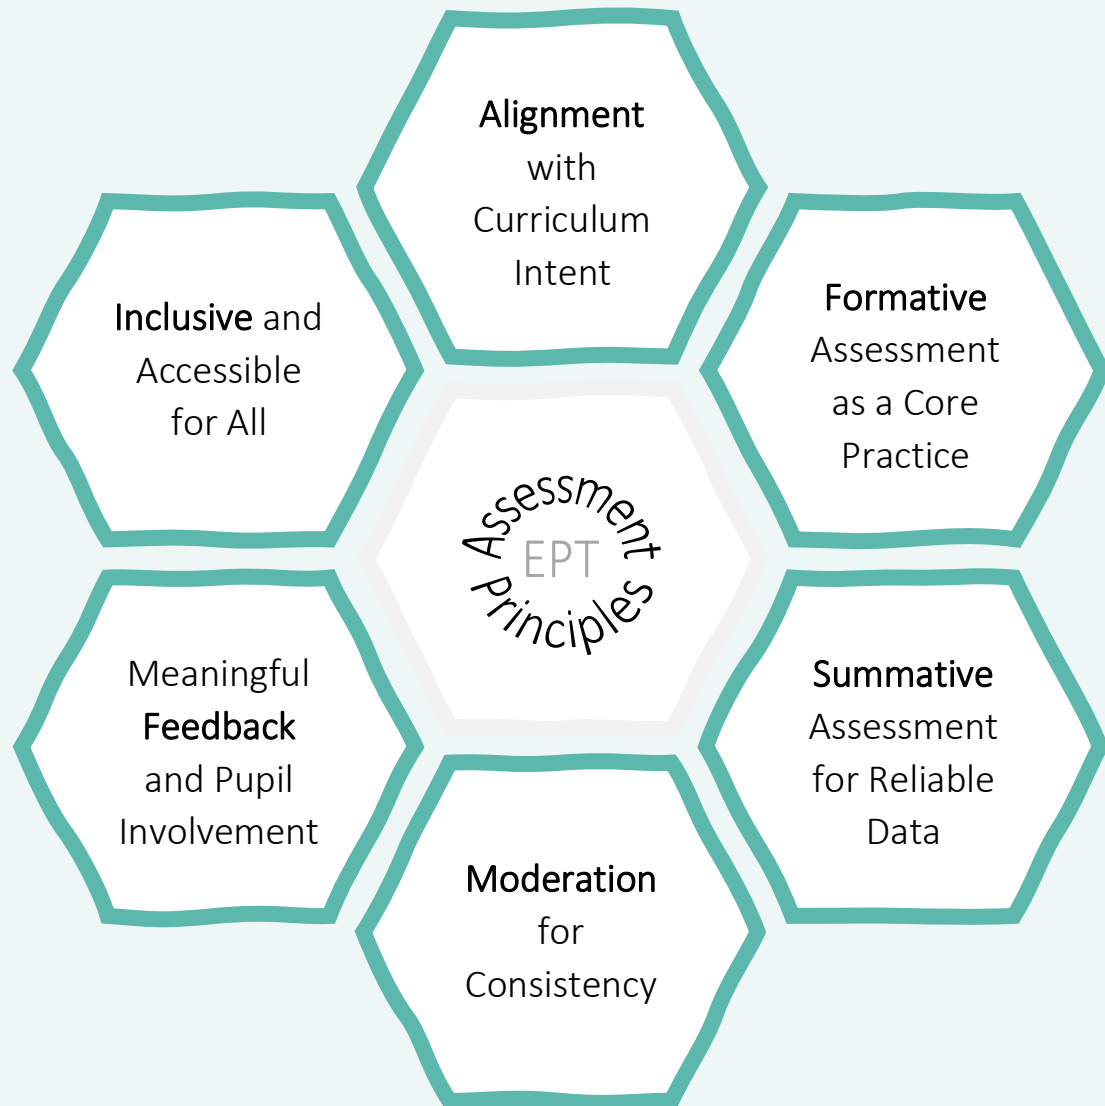 Alignment
with
Curriculum
Intent
Formative
Assessment
as a Core
Practice
Summative
Assessment
for Reliable
Data
Moderation
for
Consistency
Meaningful
Feedback
and Pupil
Involvement
Inclusive and
Accessible
for All
Assessment
EPT
Principles